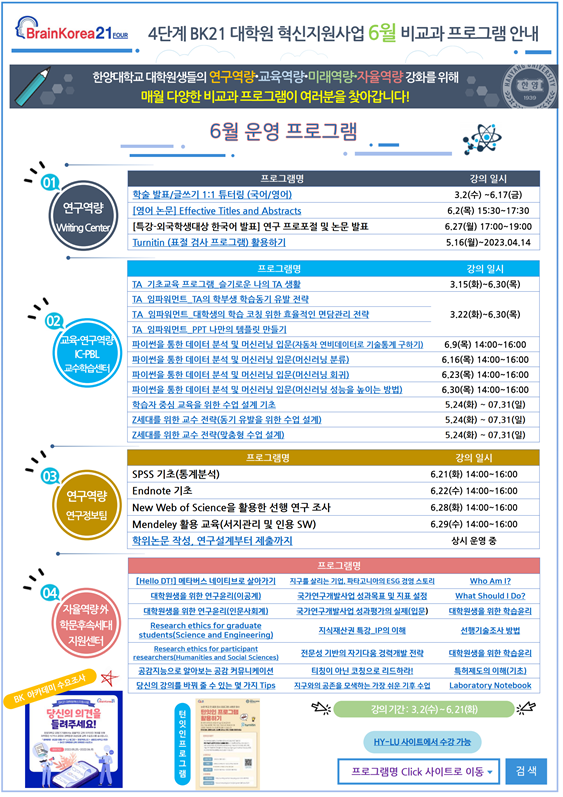 BrainKorea21 FOUR
4단계 BK21 대학원 혁신지원사업 6월 비교과 프로그램 안내
한양대학교 대학원생들의 연구역량•교육역량•미래역량•자율역량 강화를 위해
매월 다양한 비교과 프로그램이 여러분을 찾아갑니다!
1939
6월 운영 프로그램
01
연구역량
Writing Center
프로그램명 강의 일시
학술 발표/글쓰기 1:1 튜터링 (국어/영어) 3.2(수) ~6.17(금)
[영어 논문] Effective Titles and Abstracts 6.2(목) 15:30~17:30
[특강-외국학생대상 한국어 발표] 연구 프로포절 및 논문 발표 6.27(월) 17:00~19:00
Turnitin (표절 검사 프로그램) 활용하기 5.16(월)~2023.04.14
02
교육·연구역량
IC-PBL
교수학습센터
프로그램명 강의 일시
TA_기초교육 프로그램_슬기로운 나의 TA 생활 3.15(화)~6.30(목)
TA_임파워먼트_TA의 학부생 학습동기 유발 전략
TA_임파워먼트_대학생의 학습 코칭 위한 효율적인 면담관리 전략 3.22(화)~6.30(목)
TA_임파워먼트_PPT 나만의 템플릿 만들기
파이썬을 통한 데이터 분석 및 머신러닝 입문(자동차 연비데이터로 기술통계 구하기) 6.9(목) 14:00~16:00
파이썬을 통한 데이터 분석 및 머신러닝 입문(머신러닝 분류) 6,16(목) 14:00~16:00
파이썬을 통한 데이터 분석 및 머신러닝 입문(머신러닝 회귀) 6,23(목) 14:00~16:00
파이썬을 통한 데이터 분석 및 머신러닝 입문(머신러닝 성능을 높이는 방법) 6.30(목) 14:00~16:00
학습자 중심 교육을 위한 수업 설계 기초 5,24(화) ~ 07.31(일)
Z세대를 위한 교수 전략(동기 유발을 위한 수업 설계) 5,24(화) ~ 07.31(일)
Z세대를 위한 교수 전략(맞춤형 수업 설계) 5,24(화) ~ 07.31(일)
03
연구역량
연구정보팀
프로그램명 강의 일시
SPSS 기초(통계분석) 6,21(화) 14:00~16:00
Endnote 기초 6,22(수) 14:00~16:00
New Web of Science을 활용한 선행 연구 조사 6,28(화) 14:00~16:00
Mendeley 활용 교육(서지관리 및 인용 SW) 6,29(수) 14:00~16:00
학위논문 작성, 연구설계부터 제출까지 상시 운영 중
04
자율역량 外
학문후속세대
지원센터
프로그램명
[Hello DT!] 메타버스 네이티브로 살아가기 지구를 살리는 기업, 파타고니아의 ESG 경영 스토리 Who Am I?
대학원생을 위한 연구윤리(이공계) 국가연구개발사업 성과목표 및 지표 설정 What Should I Do?
대학원생을 위한 연구윤리(인문사회계) 국가연구개발사업 성과평가의 실제(입문) 대학원생을 위한 학습윤리
Research ethics for graduate students(Science and Engineering) 지식재산권 특강_IP의 이해 선행기술조사 방법
Research ethics for participant researchers(Humanities and Social Sciences) 전문성 기반의 자기다움 경력개발 전략 대학원생을 위한 학습윤리
공감지능으로 알아보는 공감 커뮤니케이션 티칭이 아닌 코칭으로 리드하라! 특허제도의 이해(기초)
당신의 강의를 바꿔 줄 수 있는 몇 가지 Tips 지구와의 공존을 모색하는 가장 쉬운 기후 수업 Laboratory Notebook
BK 아카데미 수요조사
당신의 의견을
들려주세요!
턴잇인프로그램
턴잇인 프로그램
활용하기
강의기간 : 3,2(수) ~ 6,21(화)
HY-LU 사이트에서 수강 가능
프로그램명 Click 사이트로 이동
검색